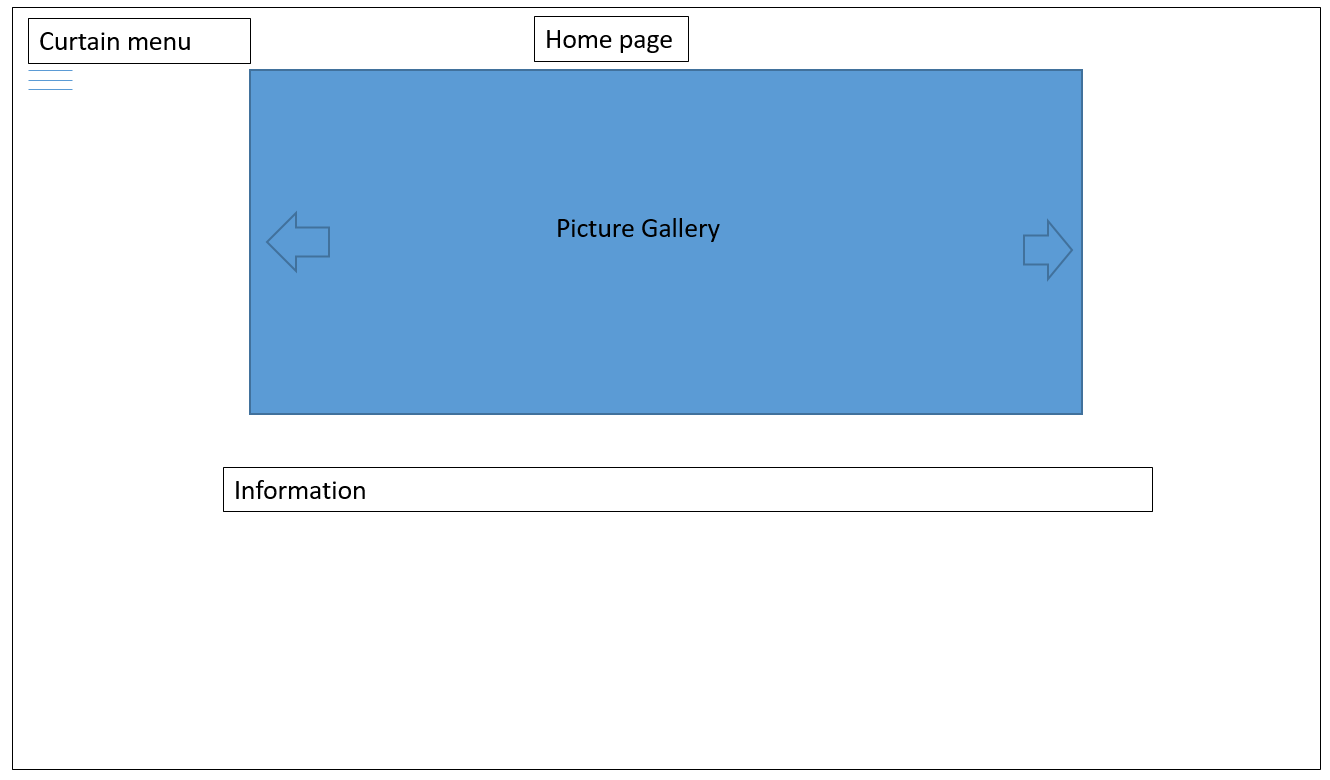 Curtain menu
Home page
Picture Gallery
Information